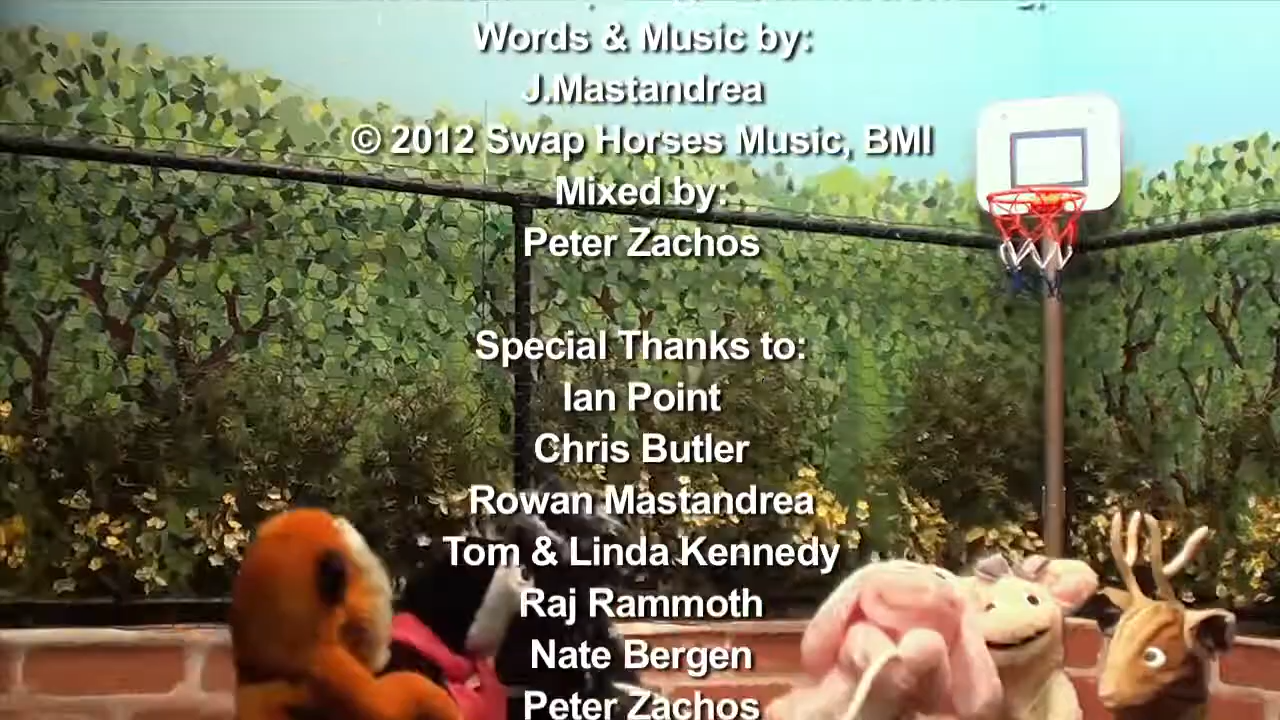 Words & Music by:
J.Mastandrea
© 2012 Swap Horses Music, BMI
Mixed by:
Peter Zachos
Special Thanks to:
Ian Point
Chris Butler
Rowan Mastandrea
Tom & Linda Kennedy
Raj Rammoth
Nate Bergen
Peter Zachos